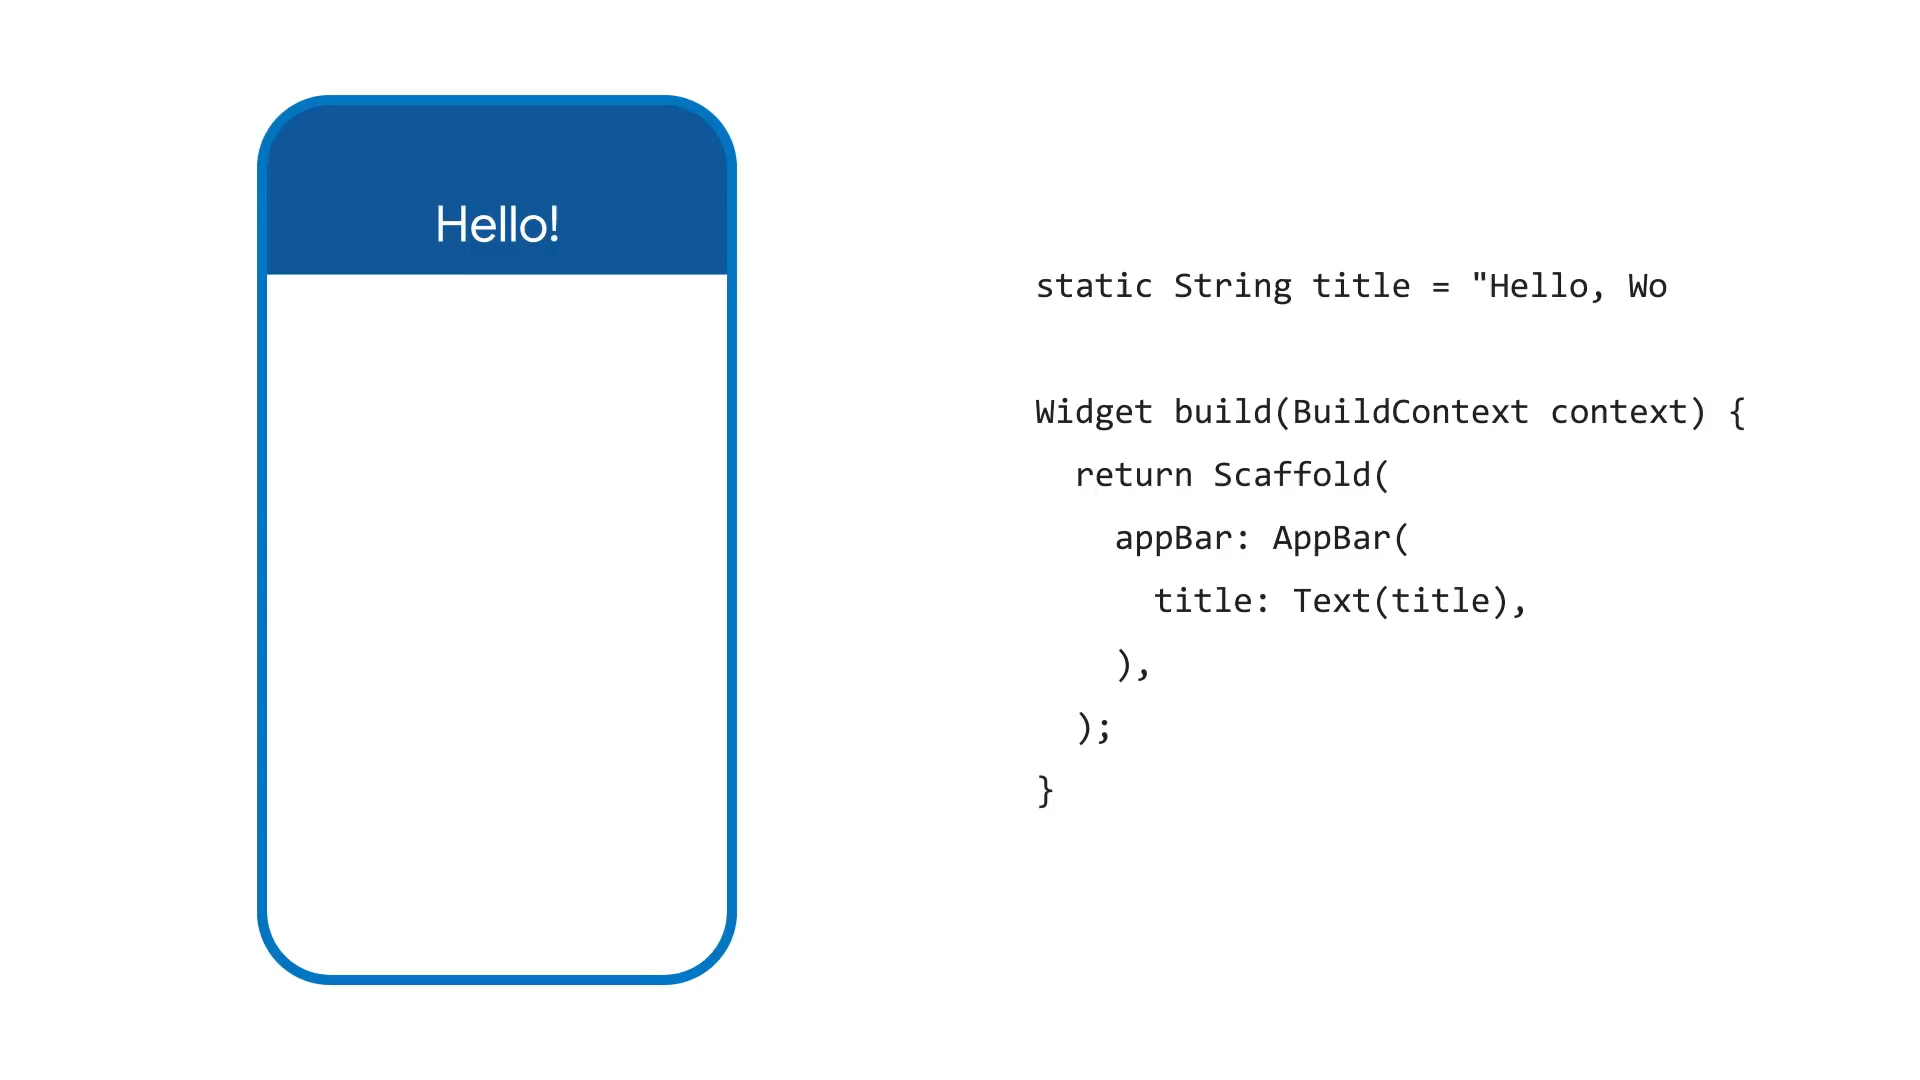 Hello!
static String title = "Hello, Wo
Widget build(BuildContext context) {
  return Scaffold(
    appBar: AppBar(
      title: Text(title),
    ),
  );
}